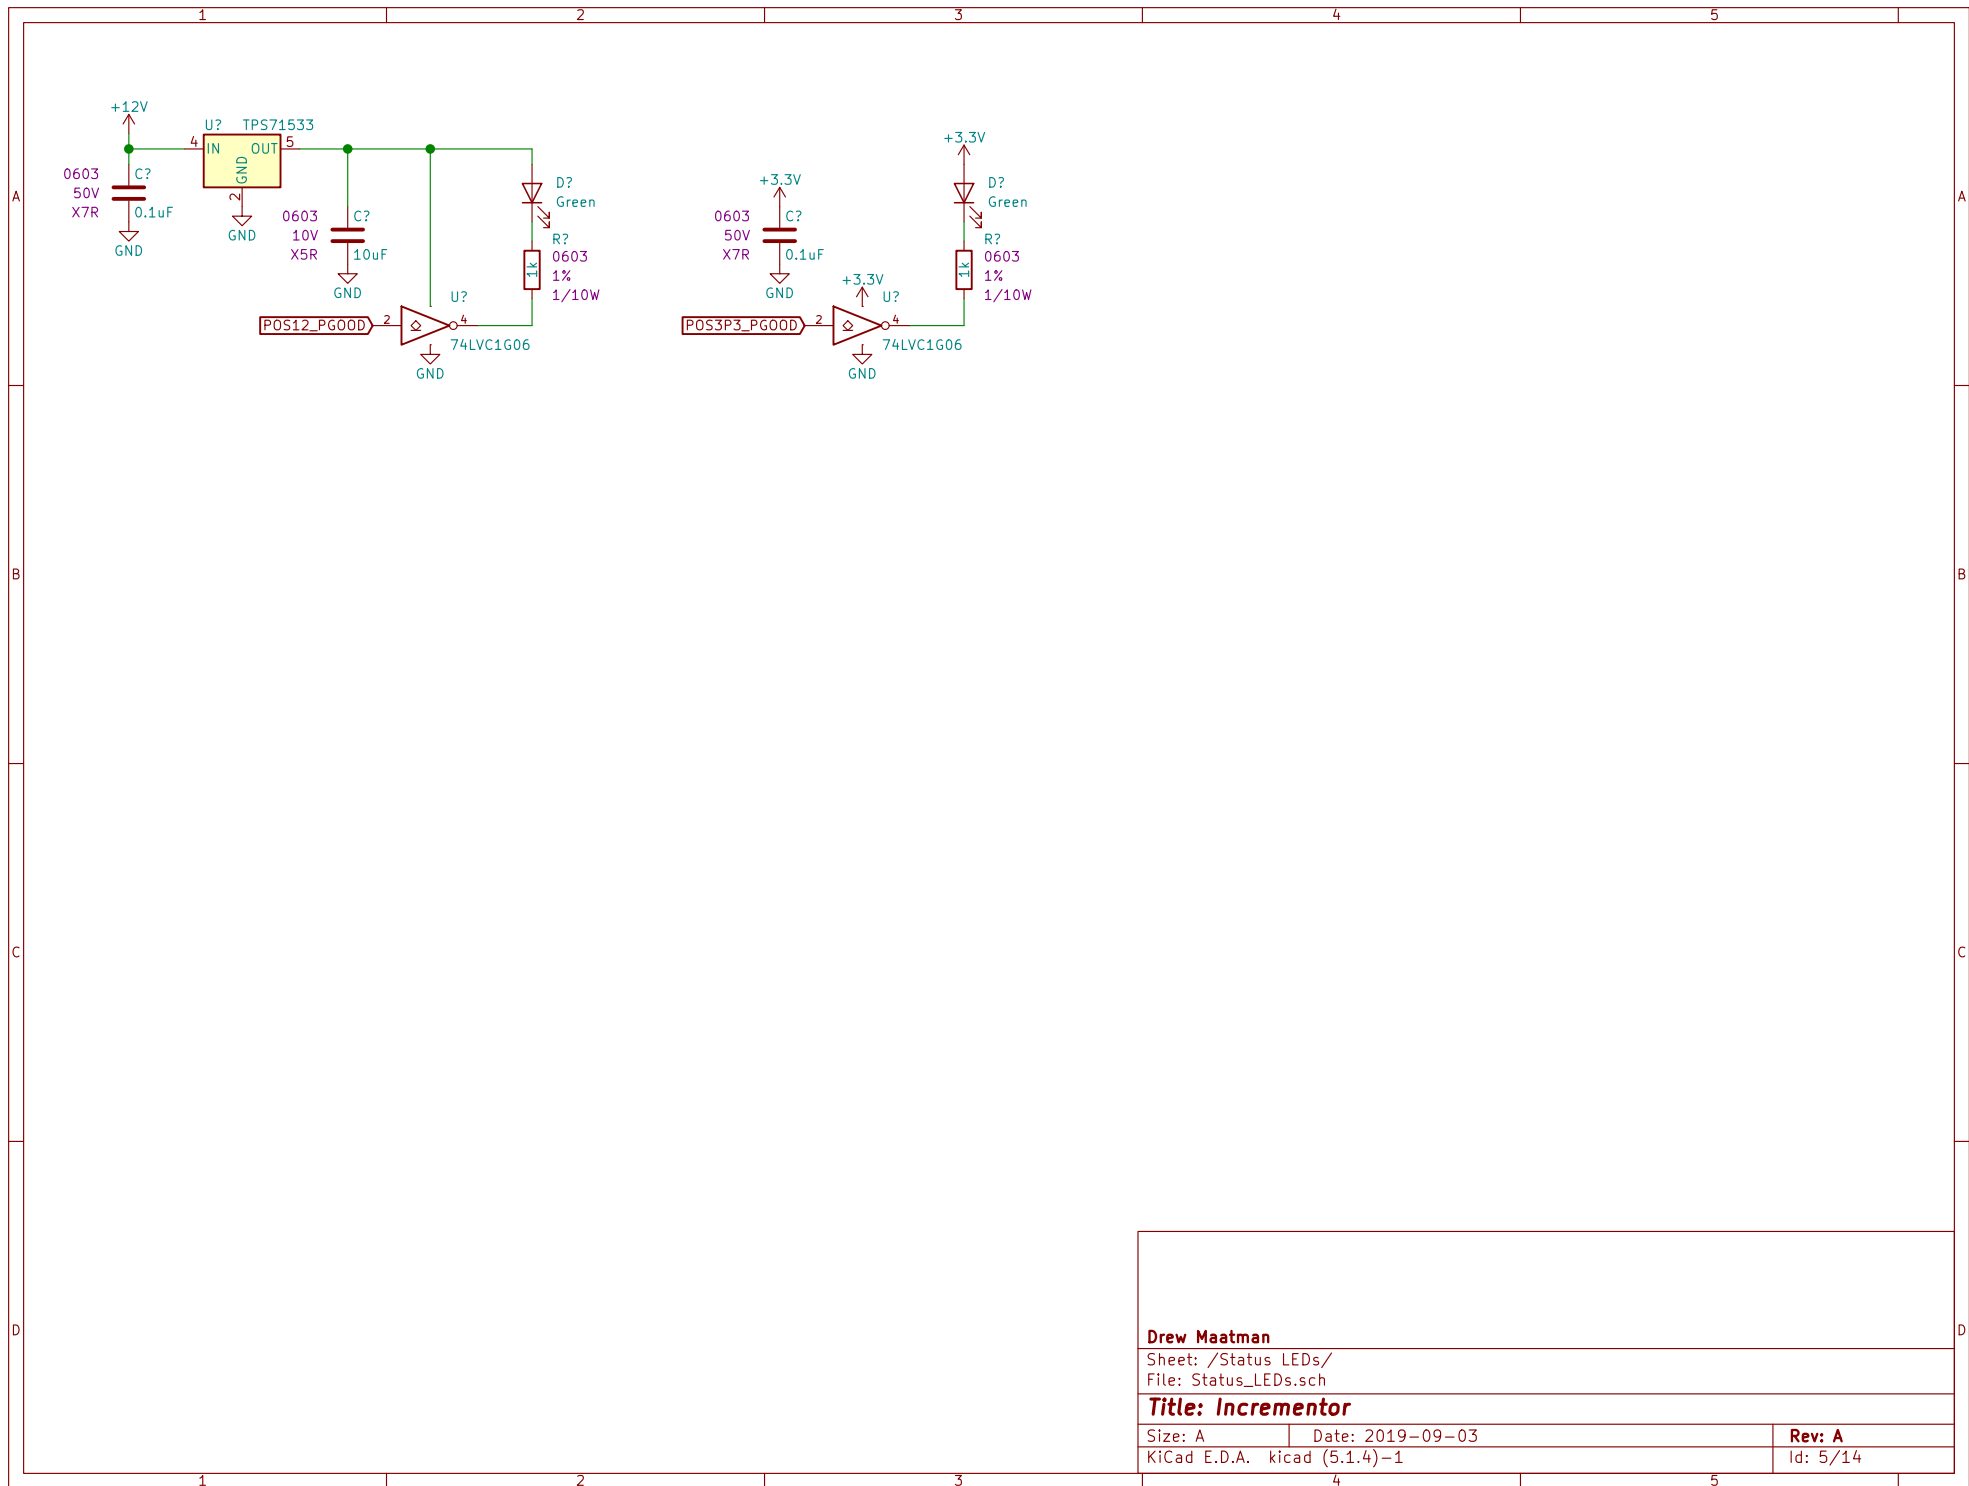 1 2 3 4 5
A A
B B
C C
D D
+12V
U? TPS71533
4 IN OUT 5
GND
2
GND
0603
50V
X7R
C?
0.1uF
GND
0603
10V
X5R
C?
10uF
GND
D?
Green
R?
1k
0603
1%
1/10W
POS12_PGOOD
2
U?
4
74LVC1G06
GND
+3.3V
0603
50V
X7R
C?
0.1uF
GND
+3.3V
D?
Green
R?
1k
0603
1%
1/10W
POS3P3_PGOOD
2
+3.3V
U?
4
74LVC1G06
GND
Drew Maatman
Sheet: /Status LEDs/
File: Status_LEDs.sch
Title: Incrementor
Size: A Date: 2019-09-03 Rev: A
KiCad E.D.A. kicad (5.1.4)-1 Id: 5/14
1 2 3 4 5